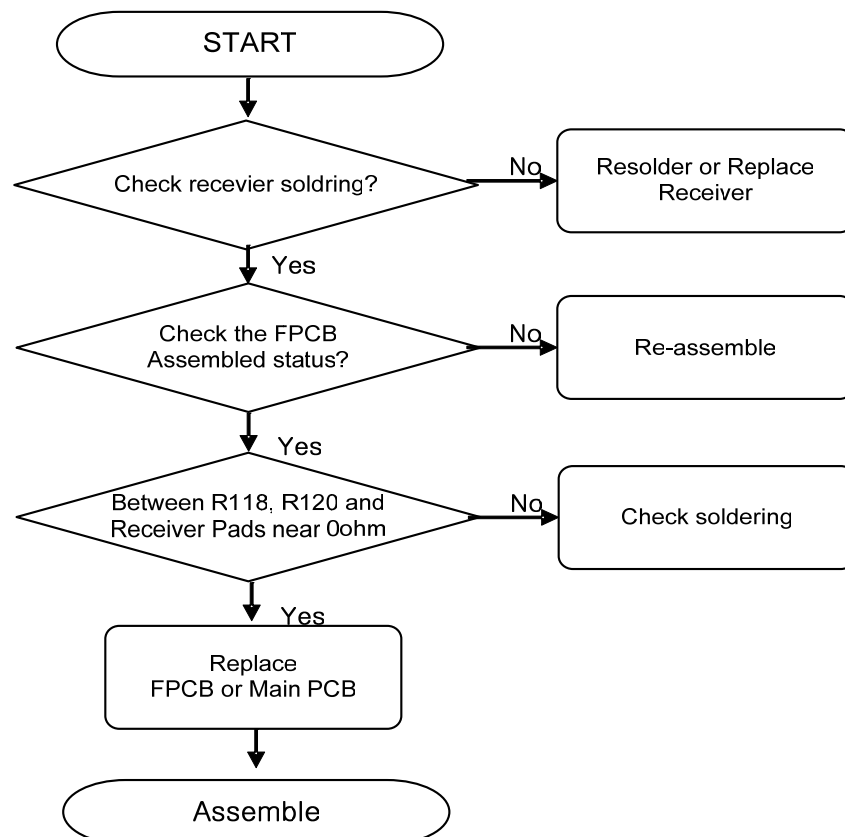 START
Check recevier soldring?
No
Resolder or Replace
Receiver
Yes
Check the FPCB
Assembled status?
No
Re-assemble
Yes
Between R118, R120 and
Receiver Pads near 0ohm
No
Check soldering
Yes
Replace
FPCB or Main PCB
Assemble